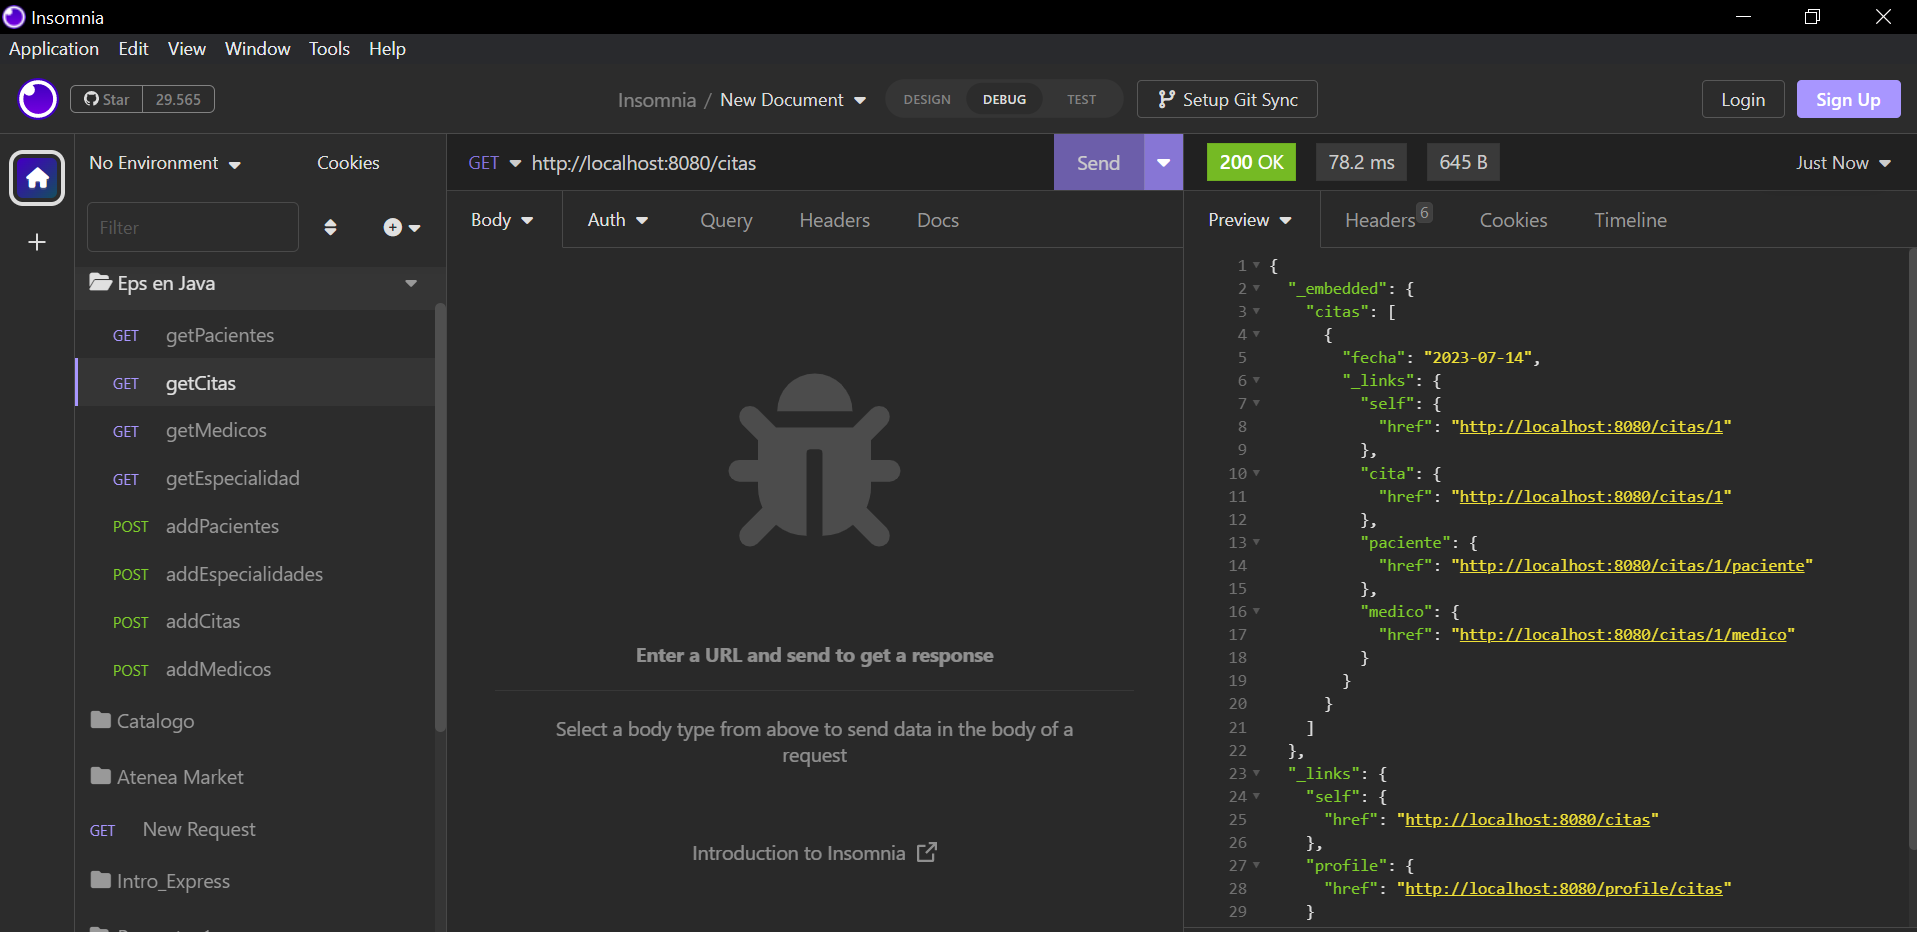 Insomnia
Application Edit View Window Tools Help
Star 29.565
Insomnia / New Document
DESIGN DEBUG TEST
Setup Git Sync
Login
Sign Up
No Environment
Cookies
Filter
Eps en Java
GET getPacientes
GET getCitas
GET getMedicos
GET getEspecialidad
POST addPacientes
POST addEspecialidades
POST addCitas
POST addMedicos
Catalogo
Atenea Market
GET New Request
Intro_Express
GET http://localhost:8080/citas
Send
Body Auth Query Headers Docs
Enter a URL and send to get a response
Select a body type from above to send data in the body of a
request
Introduction to Insomnia
200 OK 78.2 ms 645 B
Just Now
Preview Headers 6 Cookies Timeline
1 {
2 "_embedded": {
3 "citas": [
4 {
5 "fecha": "2023-07-14",
6 "_links": {
7 "self": {
8 "href": "http://localhost:8080/citas/1"
9 },
10 "cita": {
11 "href": "http://localhost:8080/citas/1"
12 },
13 "paciente": {
14 "href": "http://localhost:8080/citas/1/paciente"
15 },
16 "medico": {
17 "href": "http://localhost:8080/citas/1/medico"
18 }
19 }
20 }
21 ]
22 },
23 "_links": {
24 "self": {
25 "href": "http://localhost:8080/citas"
26 },
27 "profile": {
28 "href": "http://localhost:8080/profile/citas"
29 }